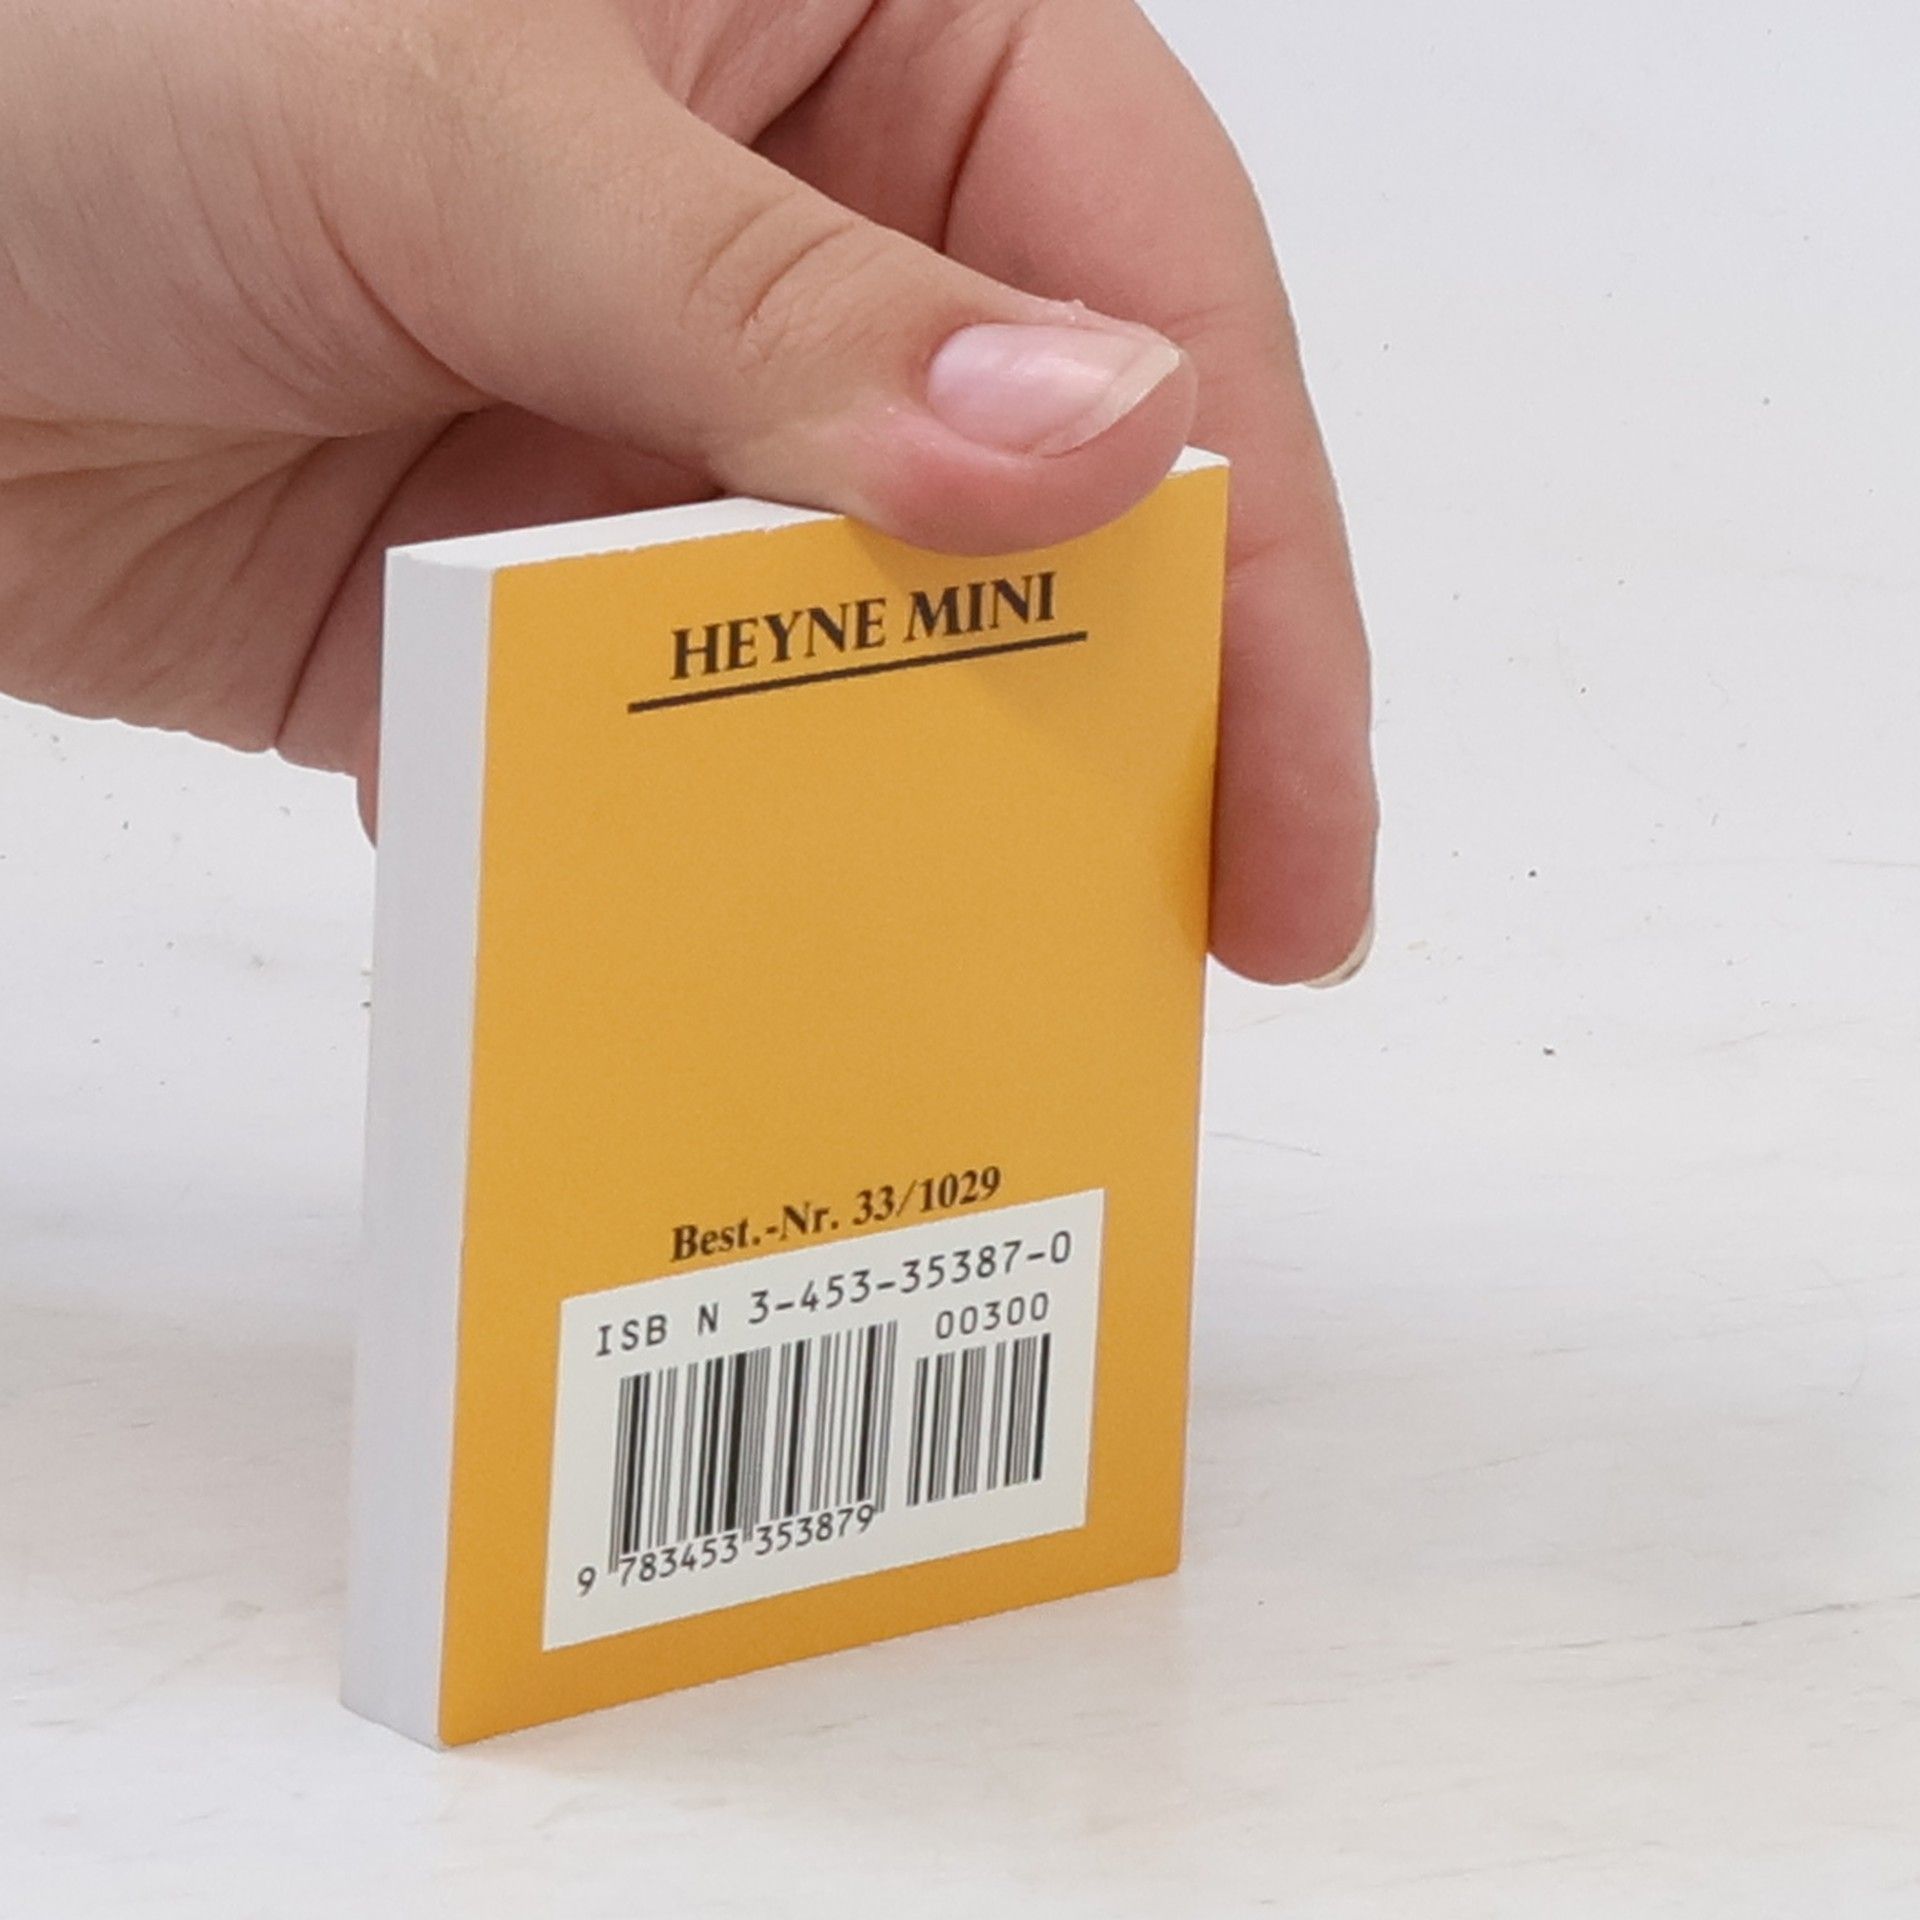 HEYNE MINI
Best.-Nr. 33/1029
ISB N 3-453-35387-0
00300
9 783453 353879